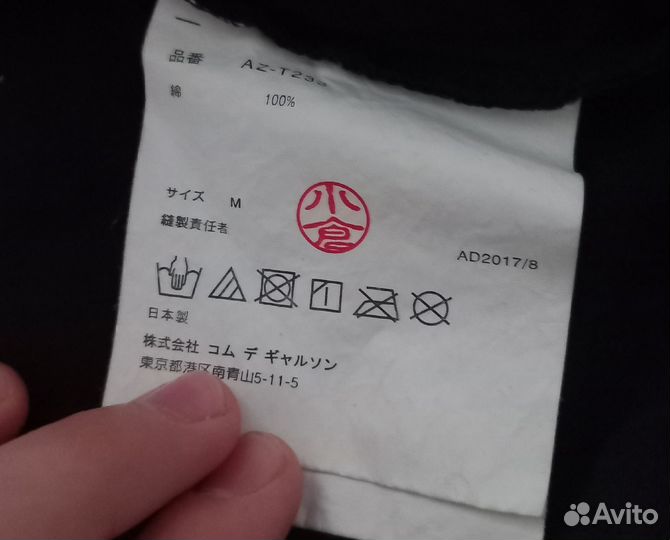 品番 AZ-T233
綿 100%
サイズ M
小倉
縫製責任者
AD2017/8
日本製
株式会社 コム デ ギャルソン
東京都港区南青山5-11-5
Avito